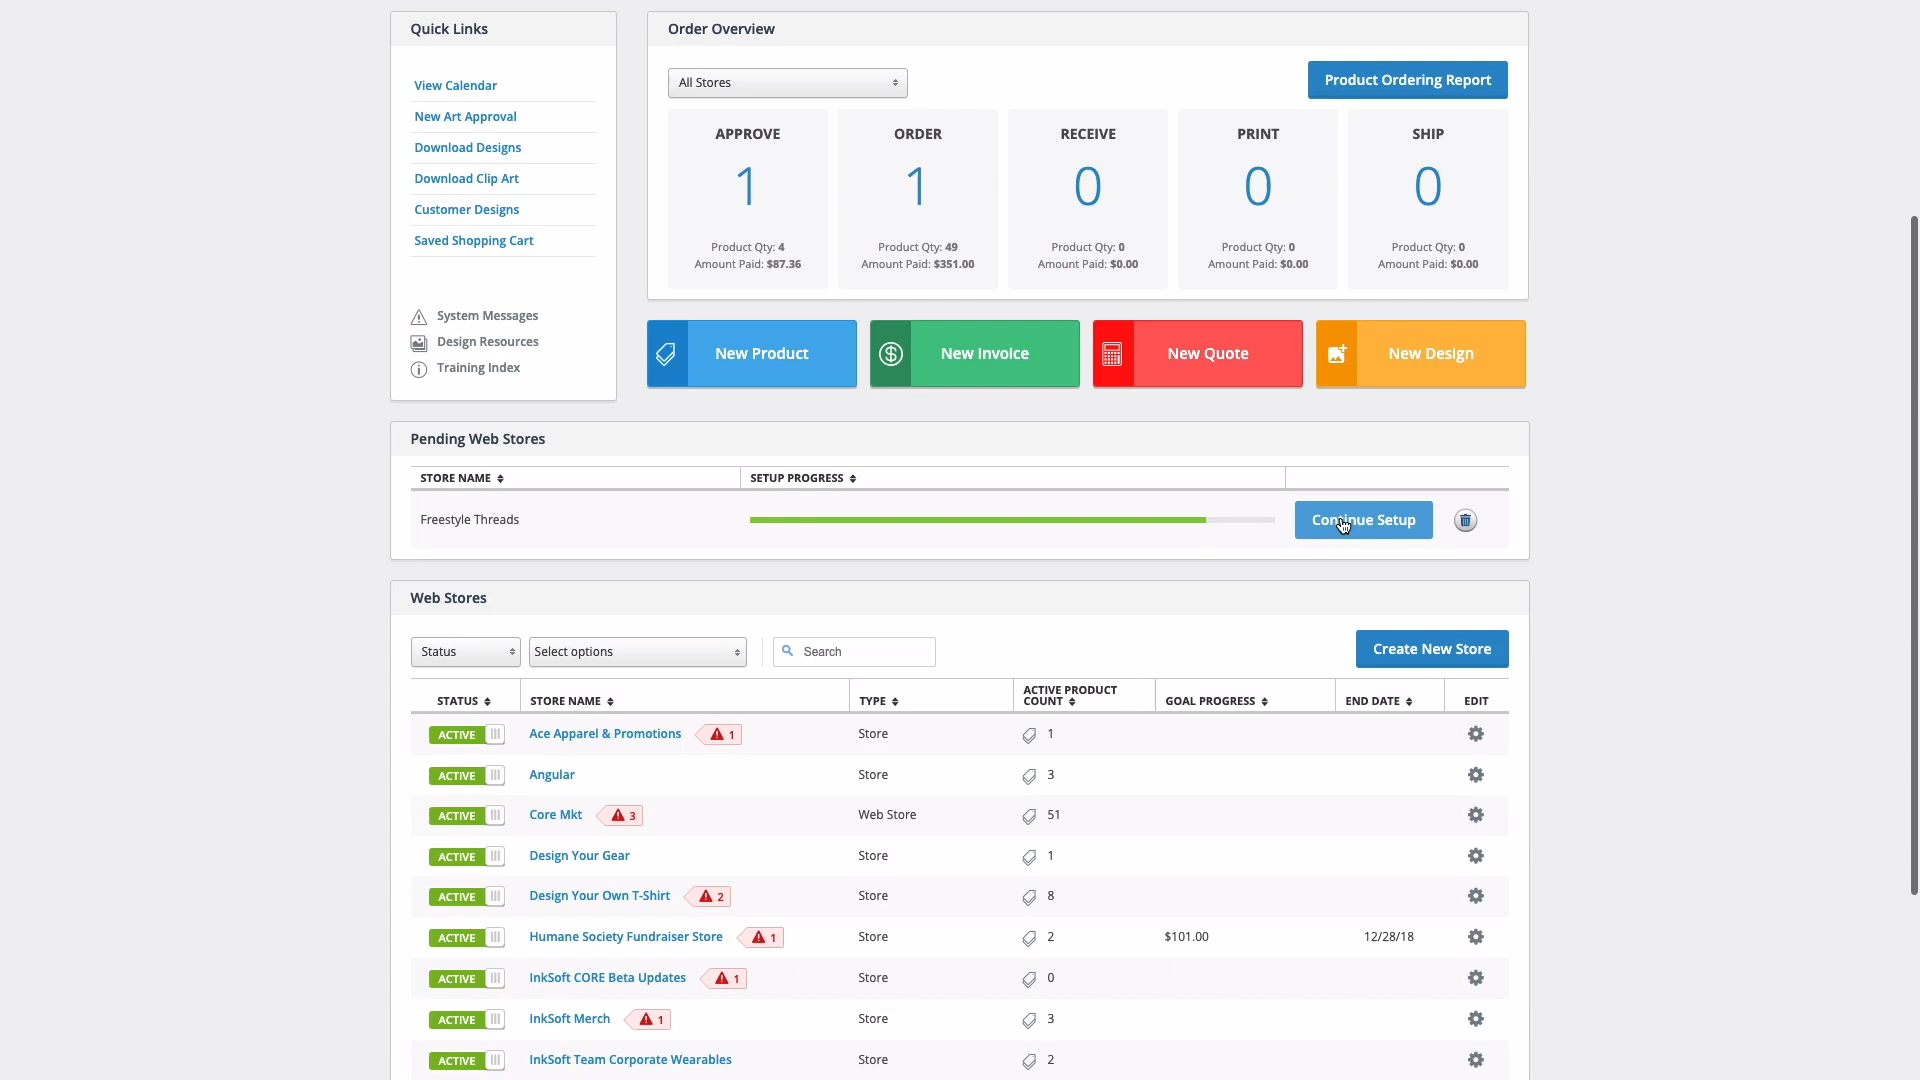 Quick Links
View Calendar
New Art Approval
Download Designs
Download Clip Art
Customer Designs
Saved Shopping Cart
System Messages
Design Resources
Training Index
Order Overview
All Stores
Product Ordering Report
APPROVE
1
Product Qty: 4
Amount Paid: $87.36
ORDER
1
Product Qty: 49
Amount Paid: $351.00
RECEIVE
0
Product Qty: 0
Amount Paid: $0.00
PRINT
0
Product Qty: 0
Amount Paid: $0.00
SHIP
0
Product Qty: 0
Amount Paid: $0.00
New Product
New Invoice
New Quote
New Design
Pending Web Stores
STORE NAME SETUP PROGRESS
Freestyle Threads Continue Setup
Web Stores
Status Select options Search Create New Store
STATUS STORE NAME TYPE ACTIVE PRODUCT COUNT GOAL PROGRESS END DATE EDIT
ACTIVE Ace Apparel & Promotions 1 Store 1
ACTIVE Angular Store 3
ACTIVE Core Mkt 3 Web Store 51
ACTIVE Design Your Gear Store 1
ACTIVE Design Your Own T-Shirt 2 Store 8
ACTIVE Humane Society Fundraiser Store 1 Store 2 $101.00 12/28/18
ACTIVE InkSoft CORE Beta Updates 1 Store 0
ACTIVE InkSoft Merch 1 Store 3
ACTIVE InkSoft Team Corporate Wearables Store 2